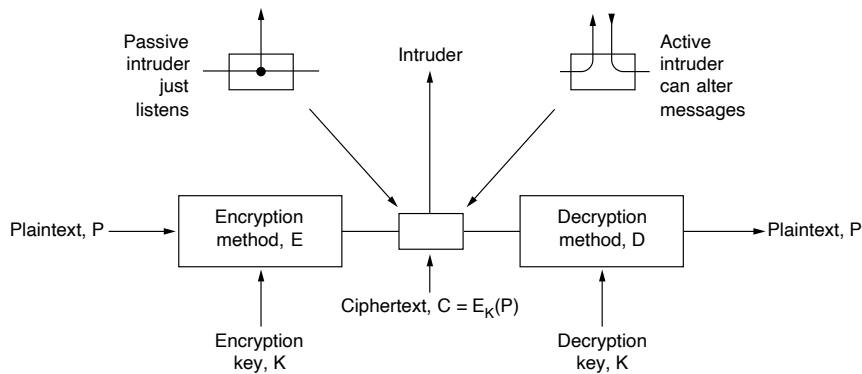 Passive
intruder
just
listens
Intruder
Active
intruder
can alter
messages
Plaintext, P
Encryption
method, E
Decryption
method, D
Plaintext, P
Ciphertext, C = E_K(P)
Encryption
key, K
Decryption
key, K